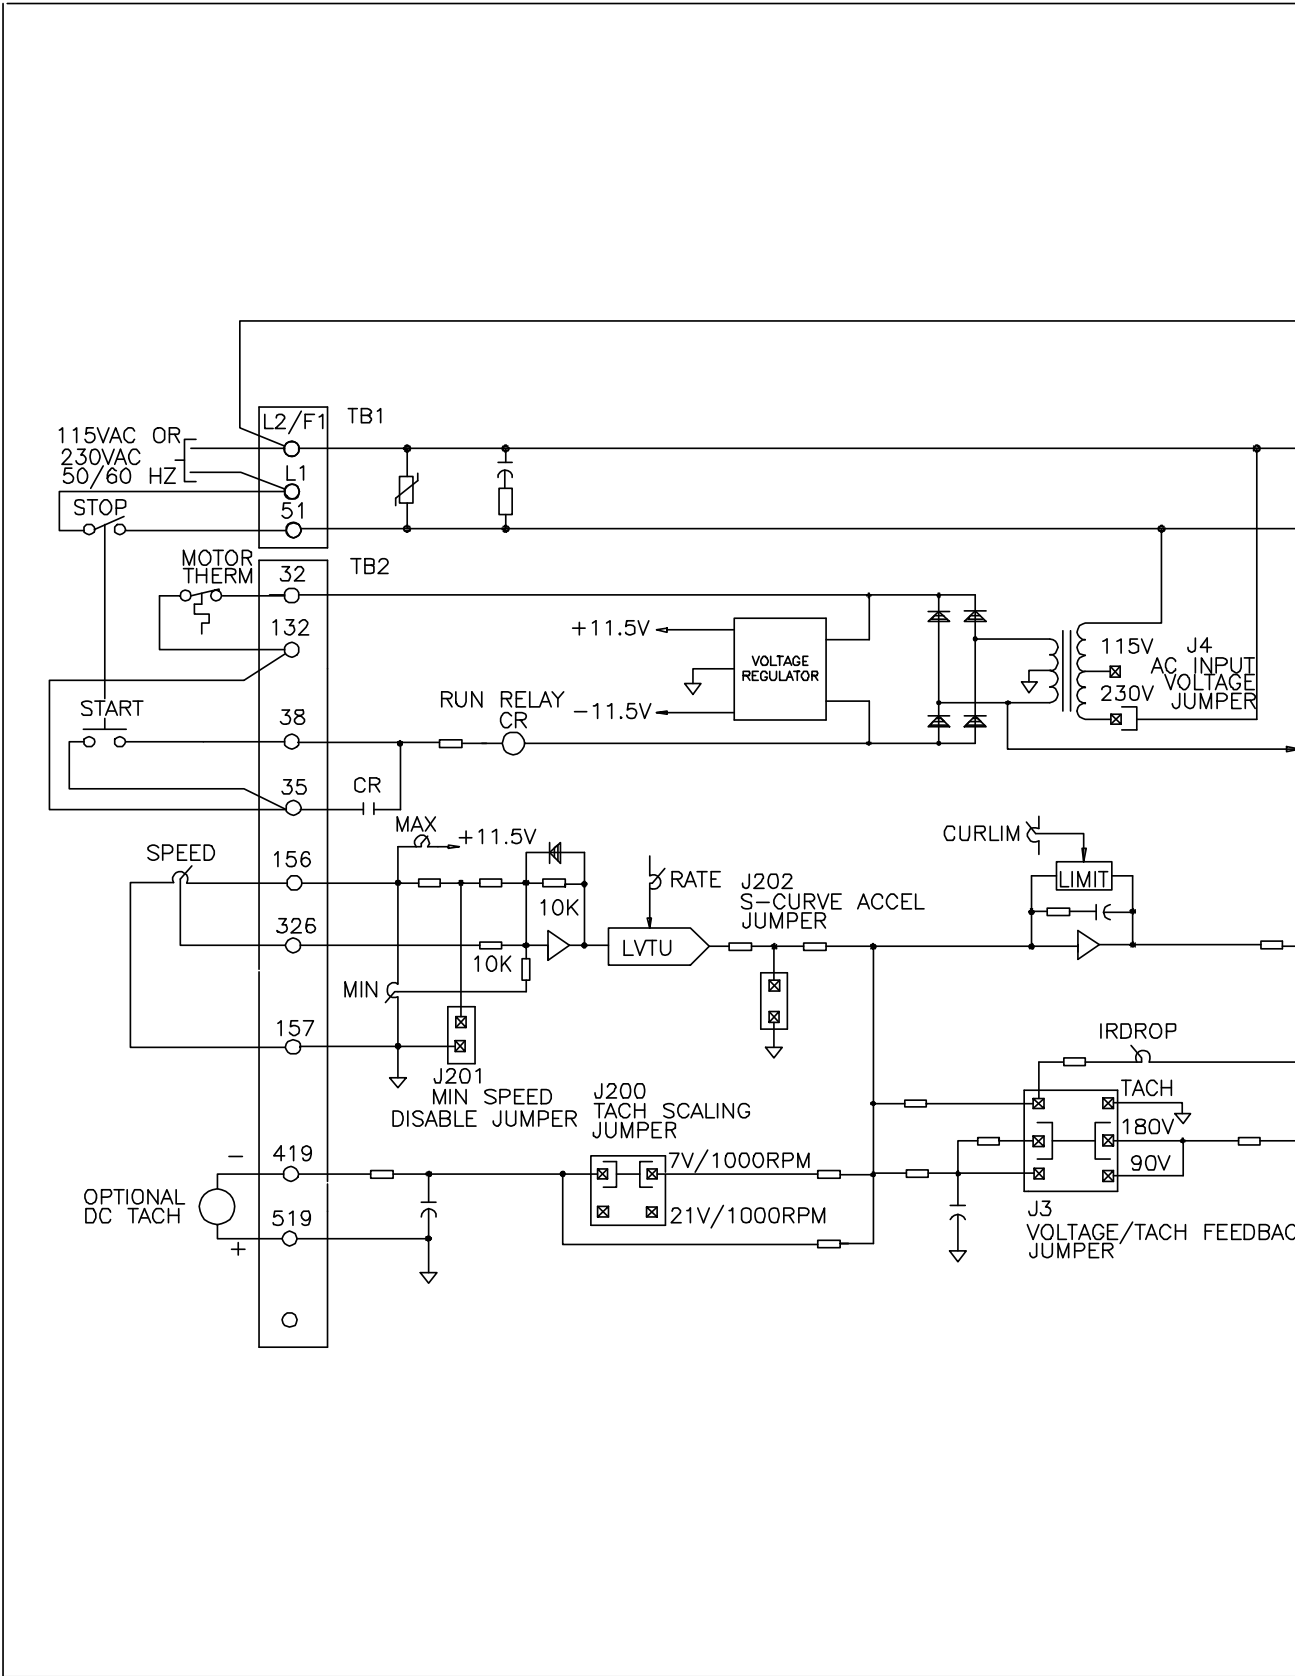 L2/F1
TB1
115VAC OR
230VAC
50/60 HZ
L1
STOP
51
MOTOR
THERM
TB2
32
132
+11.5V
VOLTAGE
REGULATOR
-11.5V
115V
J4
AC INPUT
VOLTAGE
JUMPER
230V
START
38
RUN RELAY
CR
35
CR
MAX
+11.5V
CURLIM
LIMIT
SPEED
156
10K
RATE
J202
S-CURVE ACCEL
JUMPER
326
10K
LVTU
MIN
157
J201
MIN SPEED
DISABLE JUMPER
J200
TACH SCALING
JUMPER
IRDROP
TACH
180V
90V
-
419
7V/1000RPM
OPTIONAL
DC TACH
519
21V/1000RPM
+
J3
VOLTAGE/TACH FEEDBAC
JUMPER